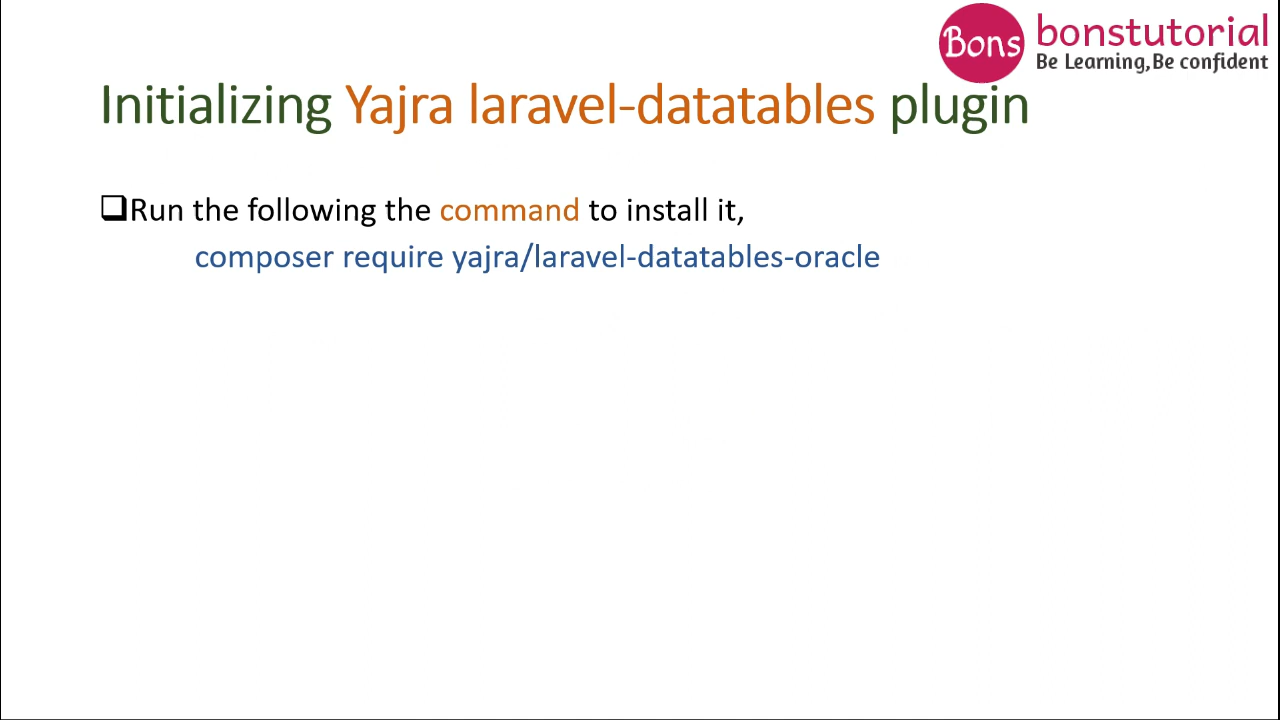 Bons
bonstutorial
Be Learning,Be confident
Initializing Yajra laravel-datatables plugin
❑Run the following the command to install it,
composer require yajra/laravel-datatables-oracle